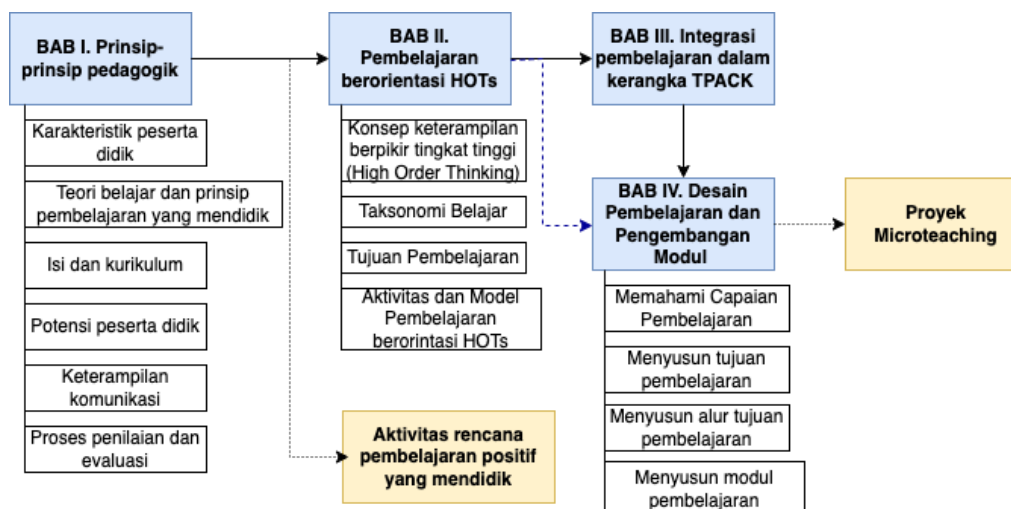 BAB I. Prinsip-
prinsip pedagogik
Karakteristik peserta
didik
Teori belajar dan prinsip
pembelajaran yang mendidik
Isi dan kurikulum
Potensi peserta didik
Keterampilan
komunikasi
Proses penilaian dan
evaluasi
BAB II.
Pembelajaran
berorientasi HOTs
Konsep keterampilan
berpikir tingkat tinggi
(High Order Thinking)
Taksonomi Belajar
Tujuan Pembelajaran
Aktivitas dan Model
Pembelajaran
berorintasi HOTs
Aktivitas rencana
pembelajaran positif
yang mendidik
BAB III. Integrasi
pembelajaran dalam
kerangka TPACK
BAB IV. Desain
Pembelajaran dan
Pengembangan
Modul
Memahami Capaian
Pembelajaran
Menyusun tujuan
pembelajaran
Menyusun alur tujuan
pembelajaran
Menyusun modul
pembelajaran
Proyek
Microteaching